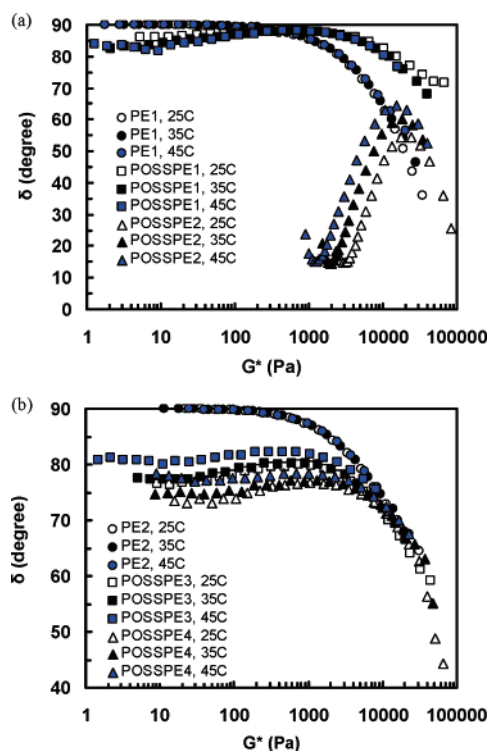 (a)
90
80
70
60
50
40
30
20
10
0
δ (degree)
PE1, 25C
PE1, 35C
PE1, 45C
POSSPE1, 25C
POSSPE1, 35C
POSSPE1, 45C
POSSPE2, 25C
POSSPE2, 35C
POSSPE2, 45C
1 10 100 1000 10000 100000
G* (Pa)
(b)
90
80
70
60
50
40
δ (degree)
PE2, 25C
PE2, 35C
PE2, 45C
POSSPE3, 25C
POSSPE3, 35C
POSSPE3, 45C
POSSPE4, 25C
POSSPE4, 35C
POSSPE4, 45C
1 10 100 1000 10000 100000
G* (Pa)